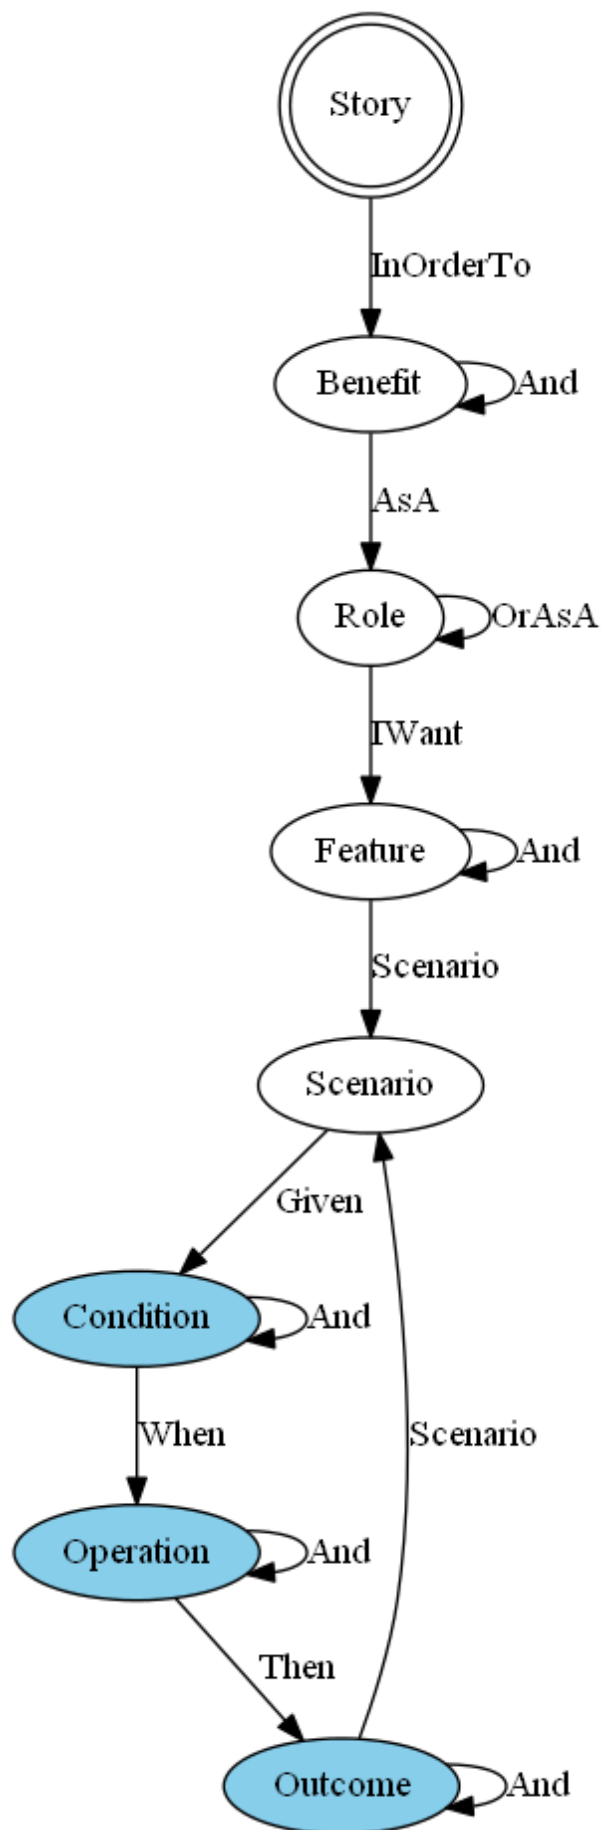 Story
InOrderTo
Benefit
And
AsA
Role
OrAsA
IWant
Feature
And
Scenario
Scenario
Given
Condition
And
When
Scenario
Operation
And
Then
Outcome
And